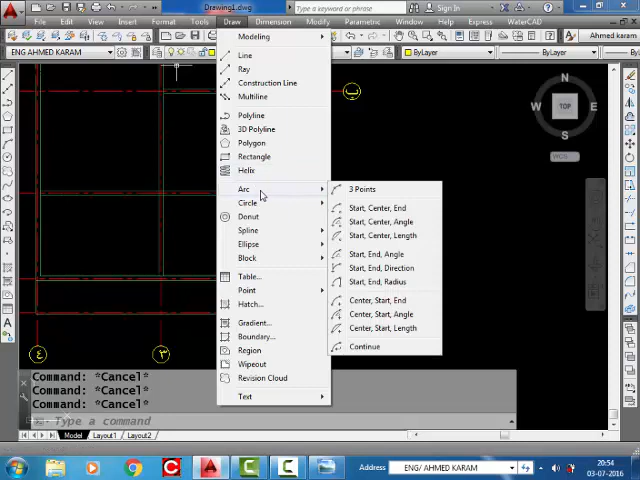 Drawing1.dwg
Type a keyword or phrase
Sign In
File Edit View Insert Format Tools Draw Dimension Modify Parametric Express WaterCAD
Ahmed karam
ENG AHMED KARAM
ByLayer
ByLayer
Modeling
Line
Ray
Construction Line
Multiline
Polyline
3D Polyline
Polygon
Rectangle
Helix
Arc
Circle
Donut
Spline
Ellipse
Block
Table...
Point
Hatch...
Gradient...
Boundary...
Region
Wipeout
Revision Cloud
Text
3 Points
Start, Center, End
Start, Center, Angle
Start, Center, Length
Start, End, Angle
Start, End, Direction
Start, End, Radius
Center, Start, End
Center, Start, Angle
Center, Start, Length
Continue
ب
N
W TOP E
S
WCS
٤ ٣
Command: *Cancel*
Command: *Cancel*
Command: *Cancel*
Type a command
Model Layout1 Layout2
Address ENG/ AHMED KARAM
20:54
03-07-2016